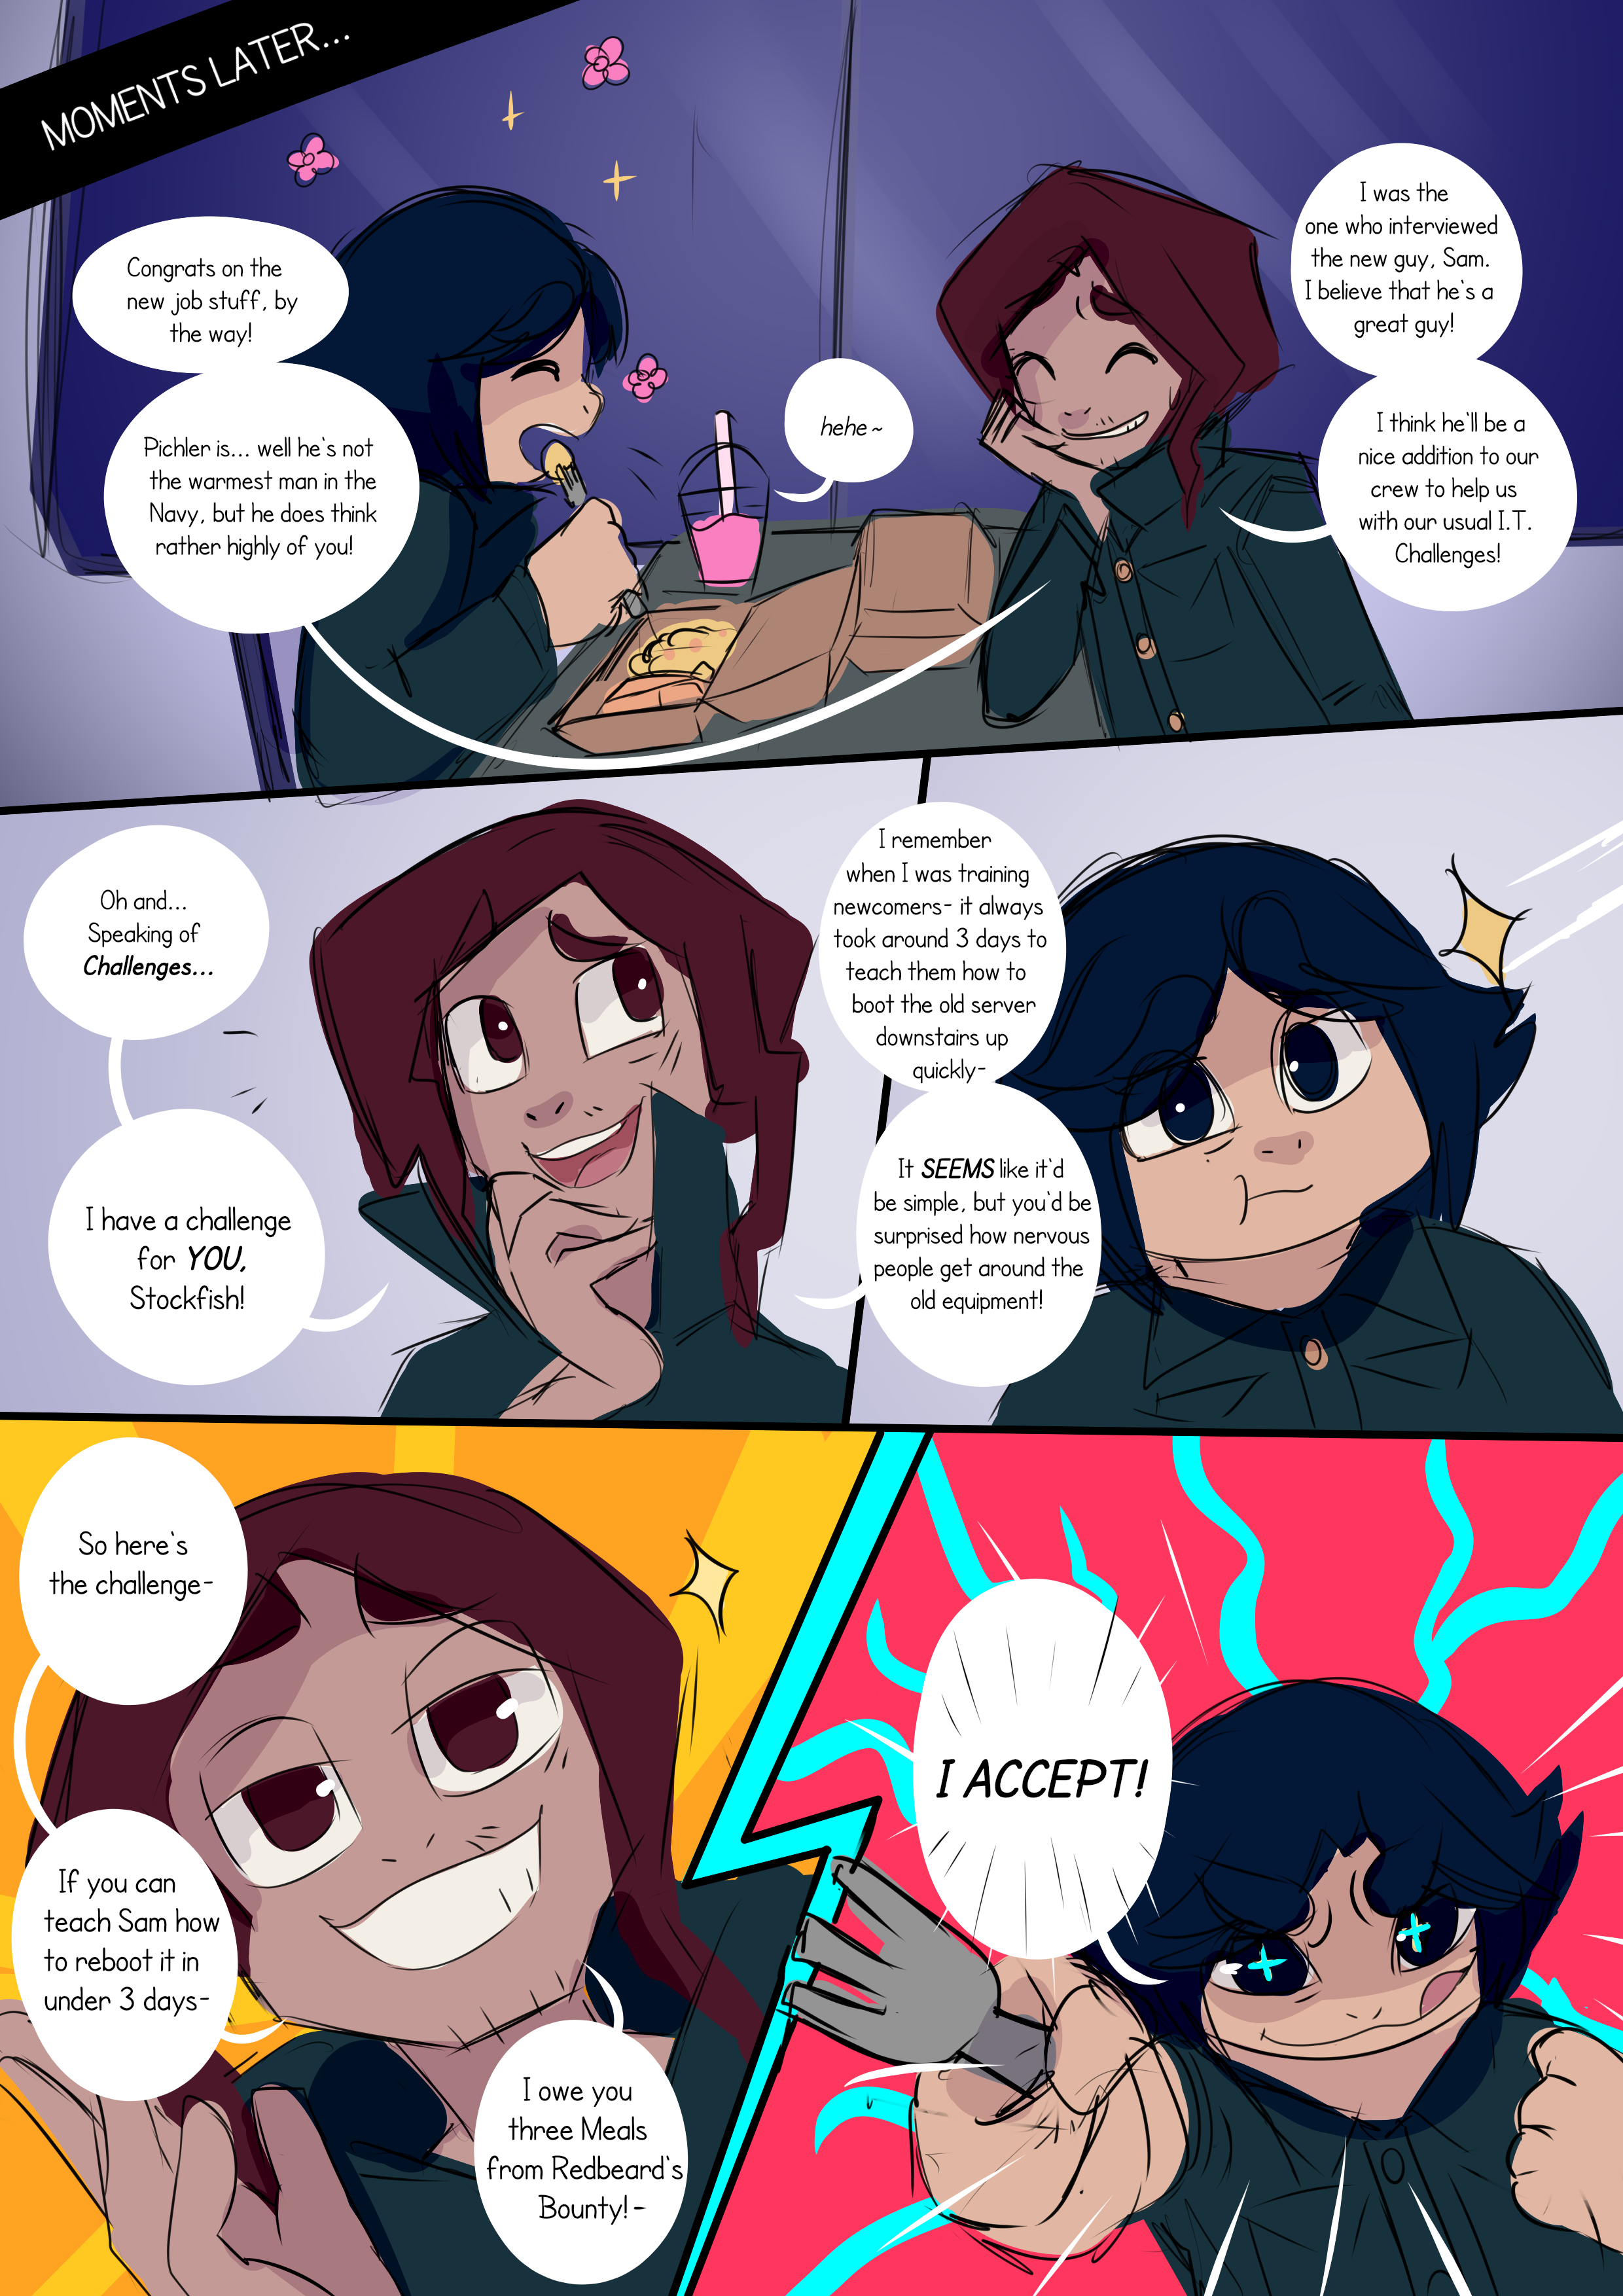 MOMENTS LATER...
Congrats on the
new job stuff, by
the way!
Pichler is... well he's not
the warmest man in the
Navy, but he does think
rather highly of you!
hehe~
I was the
one who interviewed
the new guy, Sam.
I believe that he's a
great guy!
I think he'll be a
nice addition to our
crew to help us
with our usual I.T.
Challenges!
Oh and...
Speaking of
Challenges...
I have a challenge
for YOU,
Stockfish!
I remember
when I was training
newcomers- it always
took around 3 days to
teach them how to
boot the old server
downstairs up
quickly-
It SEEMS like it'd
be simple, but you'd be
surprised how nervous
people get around the
old equipment!
So here's
the challenge-
If you can
teach Sam how
to reboot it in
under 3 days-
I owe you
three Meals
from Redbeard's
Bounty!-
I ACCEPT!